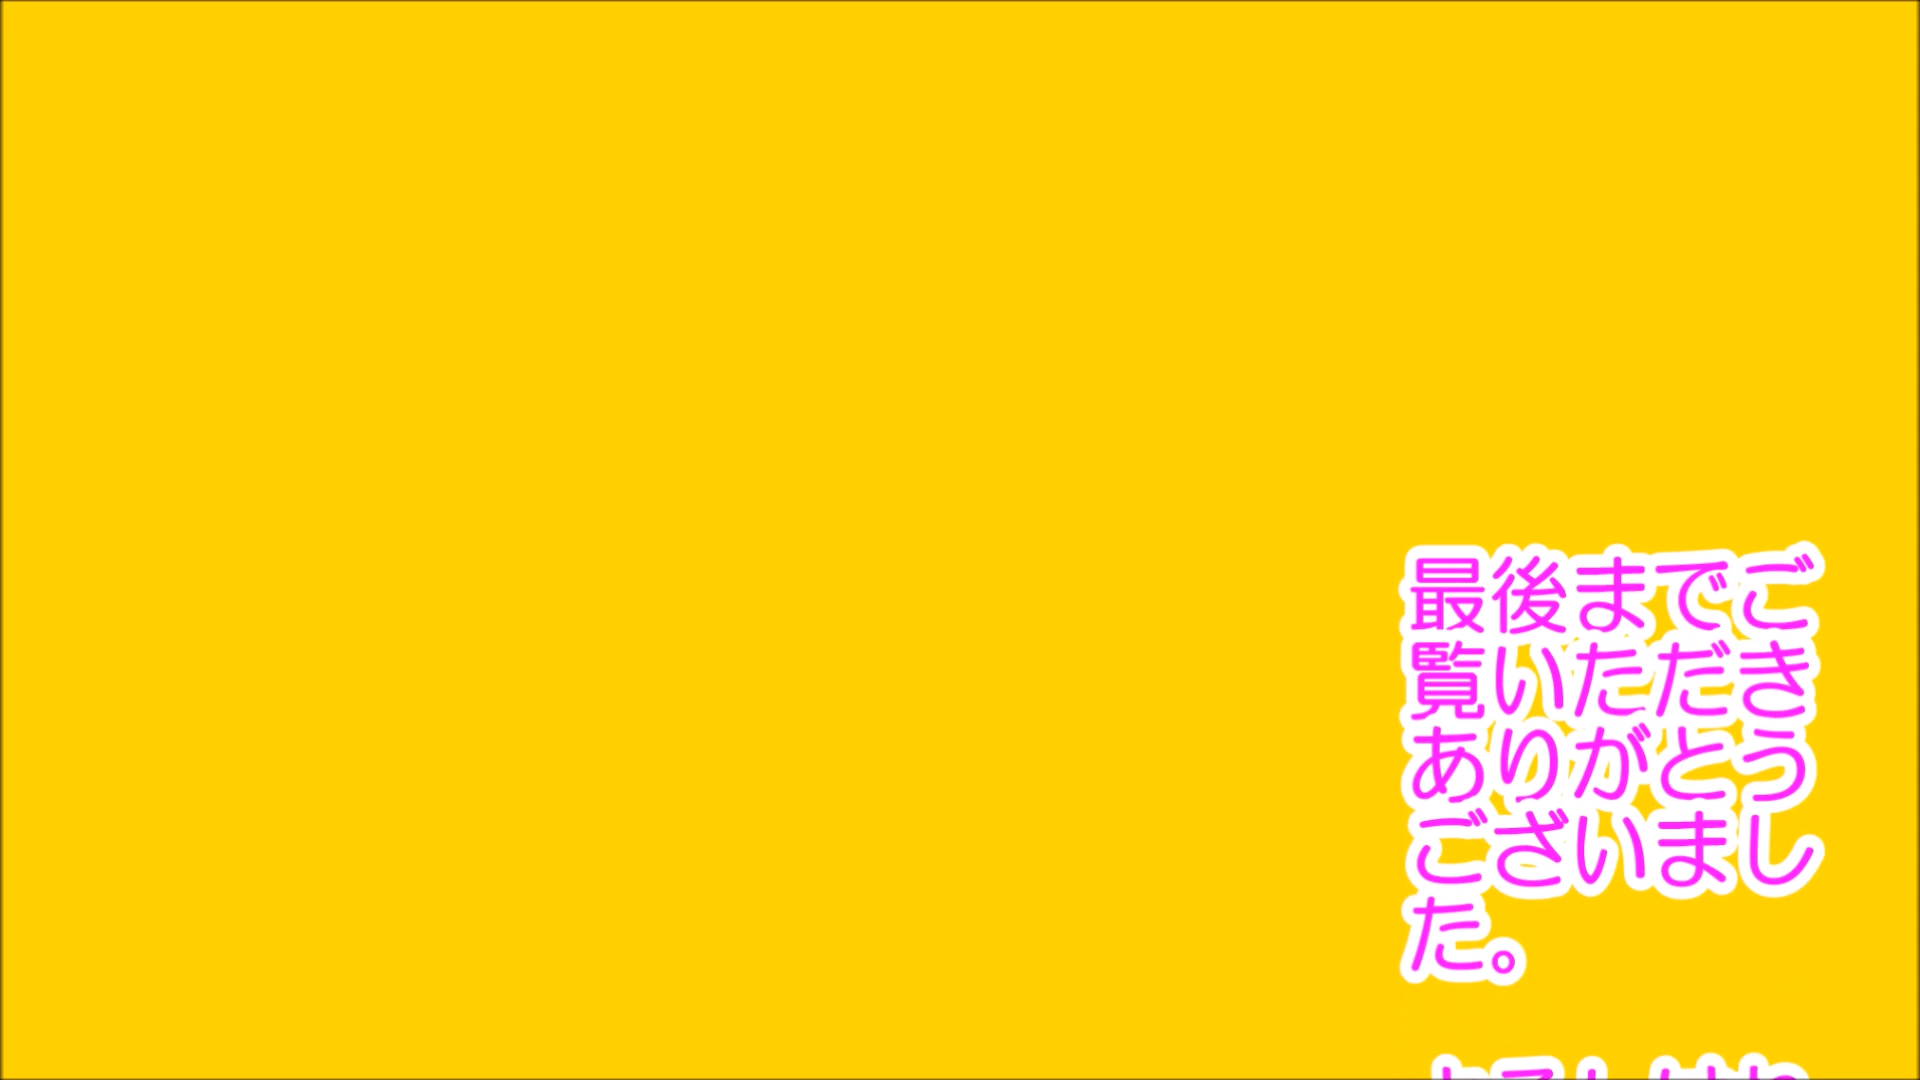 最後までご
覧いただき
ありがとう
ございまし
た。